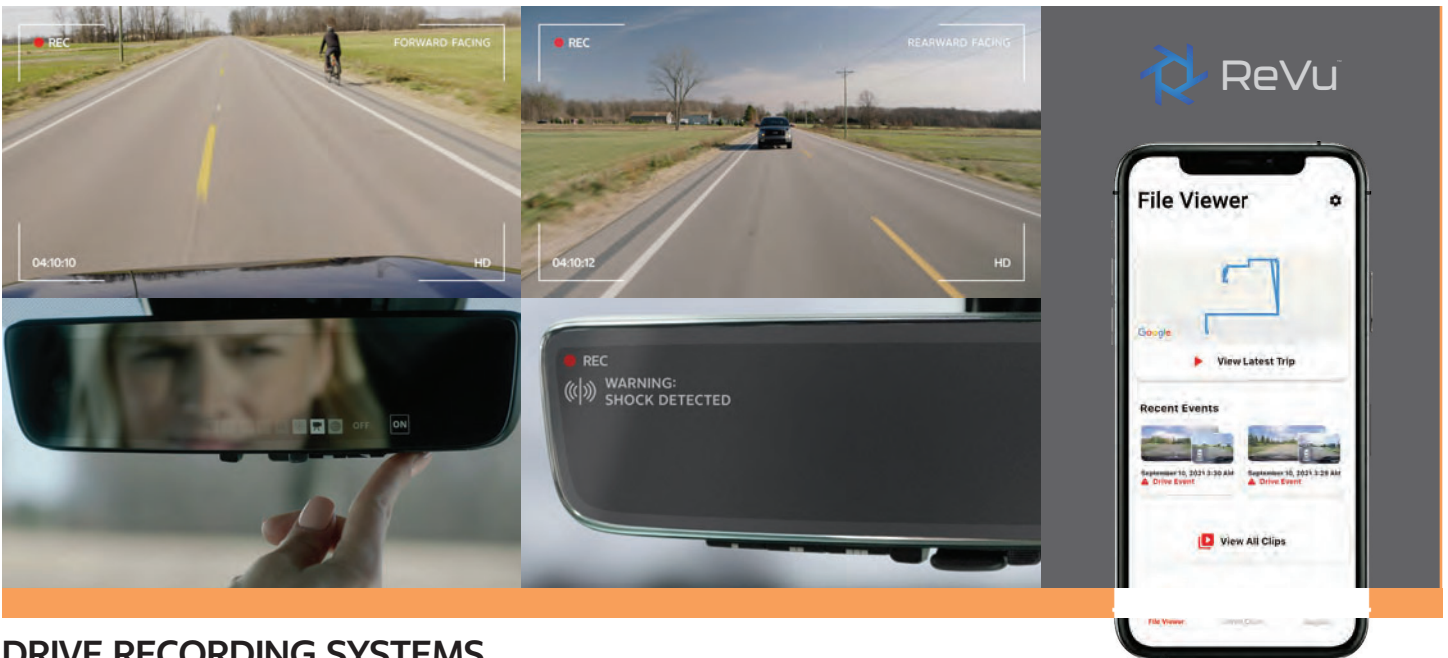 REC
FORWARD FACING
04:10:10
HD
REC
REARWARD FACING
04:10:12
HD
OFF
ON
REC
WARNING:
SHOCK DETECTED
ReVu
File Viewer
Google
View Latest Trip
Recent Events
September 10, 2021 3:30 AM
Drive Event
September 10, 2021 3:29 AM
Drive Event
View All Clips
File Viewer
DRIVE RECORDING SYSTEMS